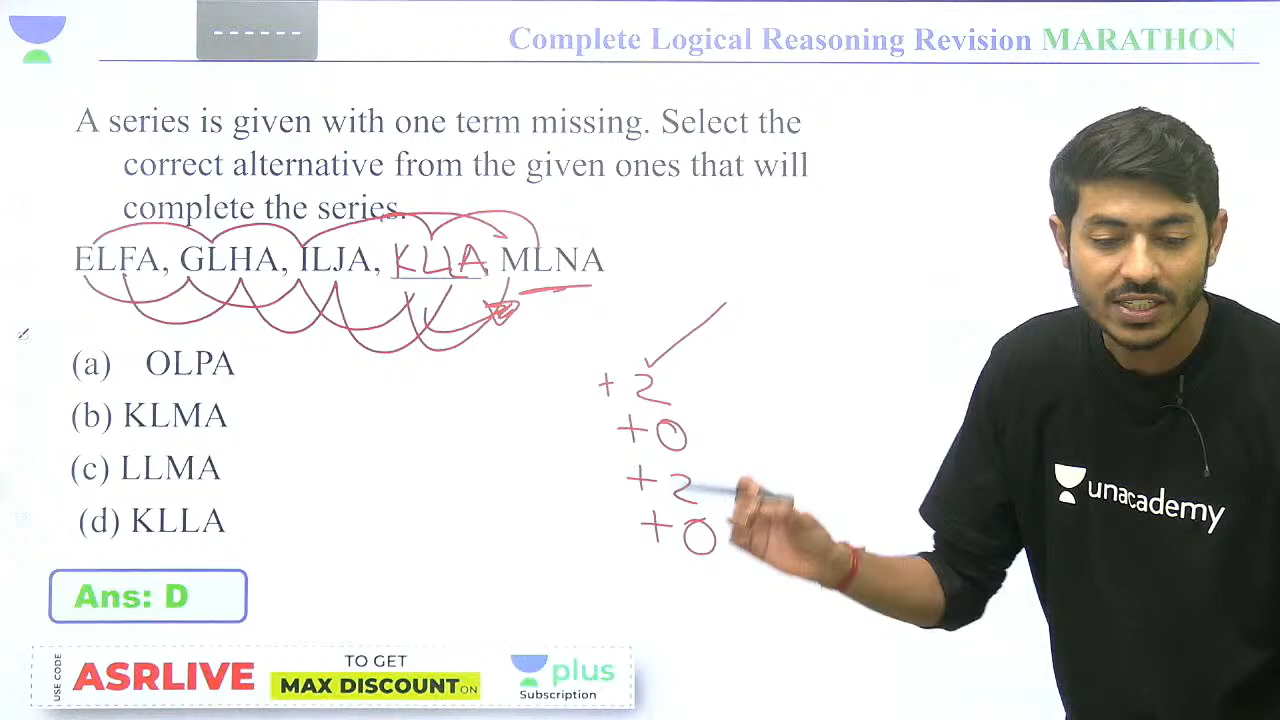 Complete Logical Reasoning Revision MARATHON
A series is given with one term missing. Select the
correct alternative from the given ones that will
complete the series.
ELFA, GLHA, ILJA, KLLA, MLNA
(a) OLPA
(b) KLMA
(c) LLMA
(d) KLLA
+2
+0
+2
+0
Ans: D
unacademy
USE CODE
ASRLIVE
TO GET
MAX DISCOUNT ON
plus
Subscription